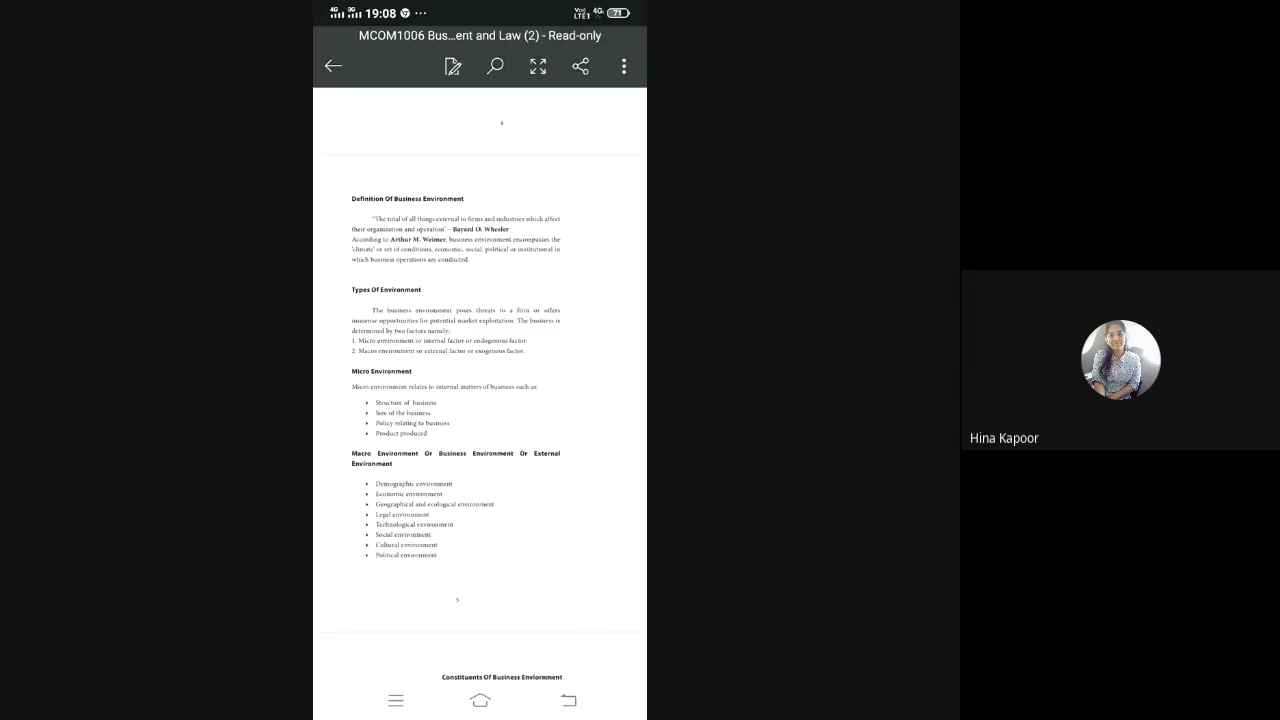 4G 3G 19:08 ... Vo)) LTE1 4G 71
MCOM1006 Bus...ent and Law (2) - Read-only
4
Definition Of Business Environment
"The total of all things external to firms and industries which affect
their organization and operation"—Bayard O. Wheeler
According to Arthur M. Weimer, business environment encompasses the
'climate' or set of conditions, economic, social, political or institutional in
which business operations are conducted.
Types Of Environment
The business environment poses threats to a firm or offers
immense opportunities for potential market exploitation. The business is
determined by two factors namely:
1. Micro environment or internal factor or endogenous factor.
2. Macro environment or external factor or exogenous factor.
Micro Environment
Micro environment relates to internal matters of business such as:
Structure of business
Size of the business
Policy relating to business
Product produced
Macro Environment Or Business Environment Or External
Environment
Demographic environment
Economic environment
Geographical and ecological environment
Legal environment
Technological environment
Social environment
Cultural environment
Political environment
5
Constituents Of Business Enviornment
Hina Kapoor